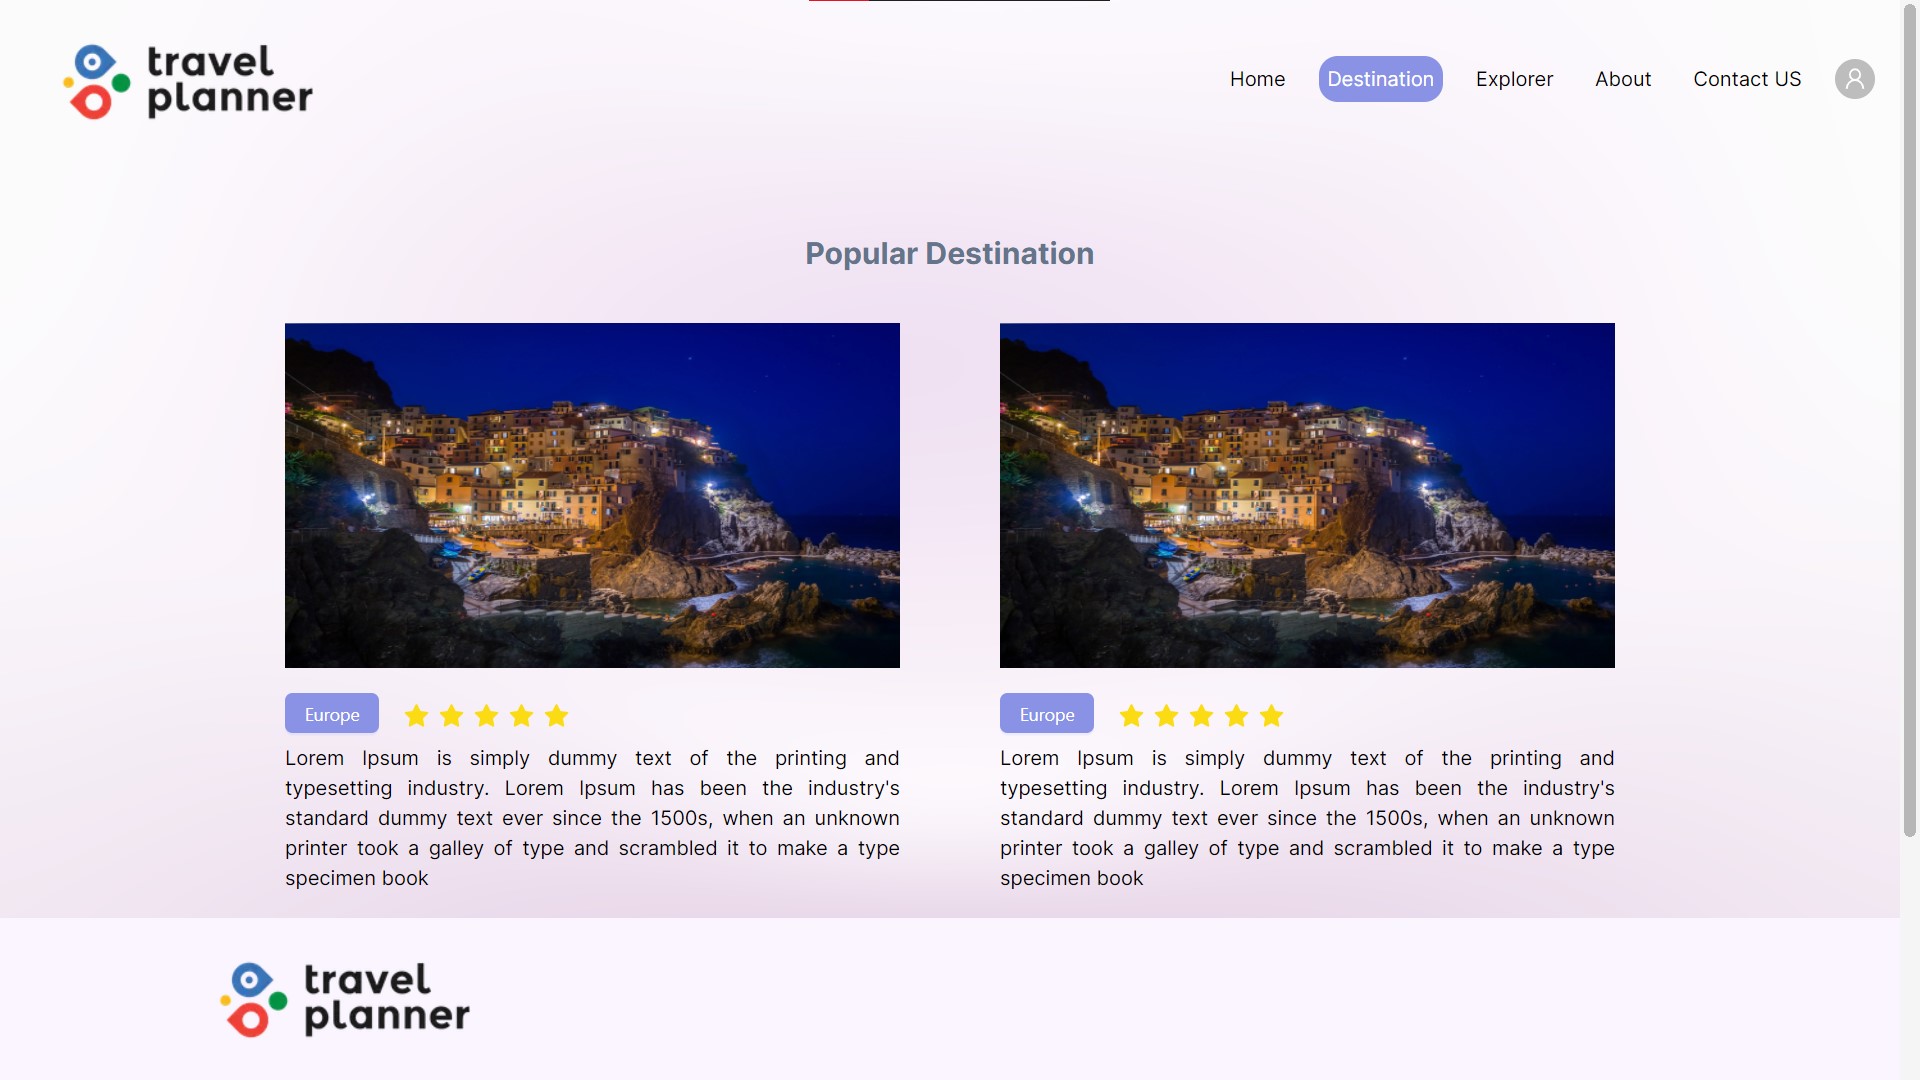 travel
planner
Home
Destination
Explorer
About
Contact US
Popular Destination
Europe
Lorem Ipsum is simply dummy text of the printing and
typesetting industry. Lorem Ipsum has been the industry's
standard dummy text ever since the 1500s, when an unknown
printer took a galley of type and scrambled it to make a type
specimen book
Europe
Lorem Ipsum is simply dummy text of the printing and
typesetting industry. Lorem Ipsum has been the industry's
standard dummy text ever since the 1500s, when an unknown
printer took a galley of type and scrambled it to make a type
specimen book
travel
planner